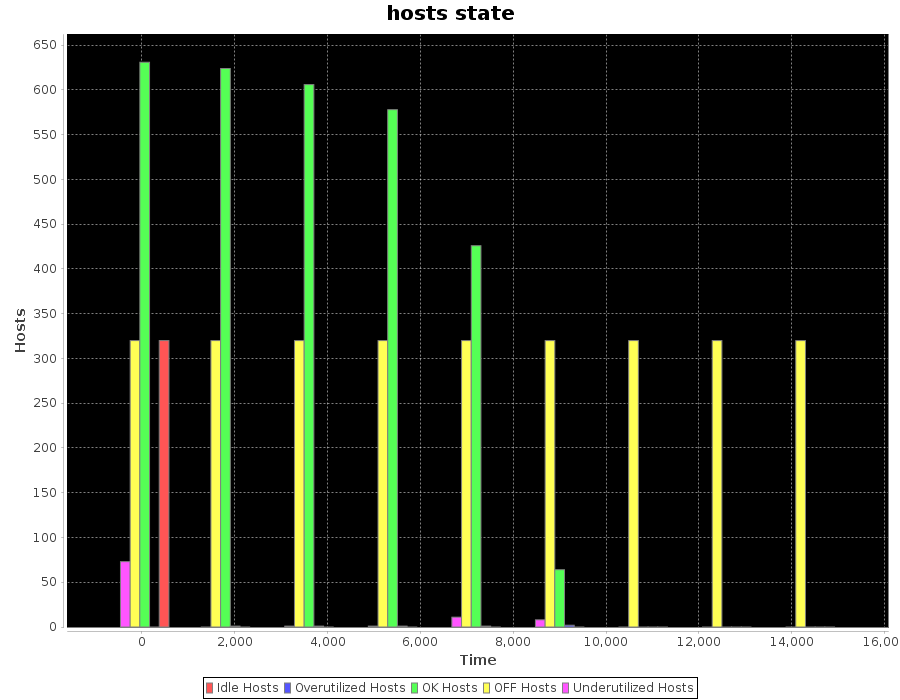 hosts state
650
600
550
500
450
400
350
300
250
200
150
100
50
0
Hosts
0 2,000 4,000 6,000 8,000 10,000 12,000 14,000 16,00
Time
Idle Hosts Overutilized Hosts OK Hosts OFF Hosts Underutilized Hosts